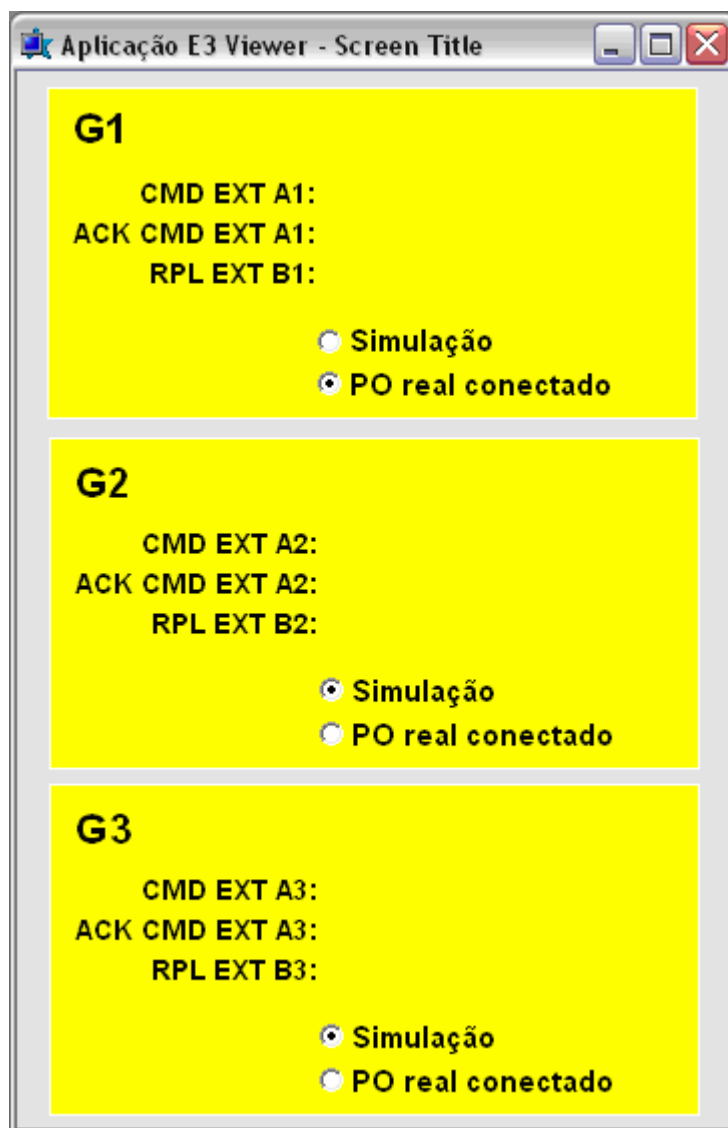 Aplicação E3 Viewer - Screen Title
G1
CMD EXT A1:
ACK CMD EXT A1:
RPL EXT B1:
Simulação
PO real conectado
G2
CMD EXT A2:
ACK CMD EXT A2:
RPL EXT B2:
Simulação
PO real conectado
G3
CMD EXT A3:
ACK CMD EXT A3:
RPL EXT B3:
Simulação
PO real conectado